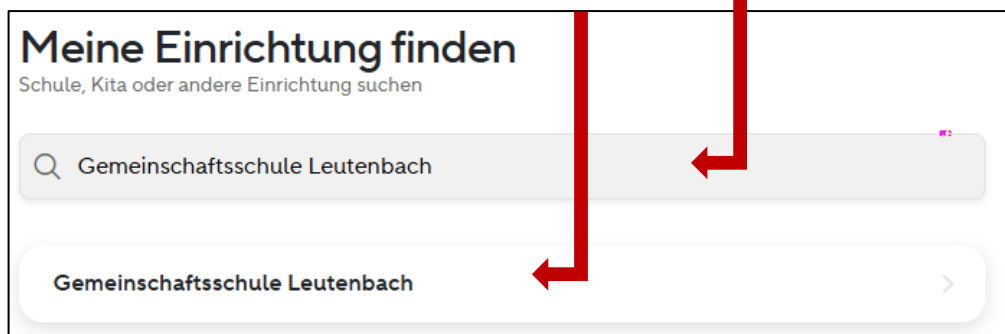 Meine Einrichtung finden
Schule, Kita oder andere Einrichtung suchen
Gemeinschaftsschule Leutenbach
Gemeinschaftsschule Leutenbach